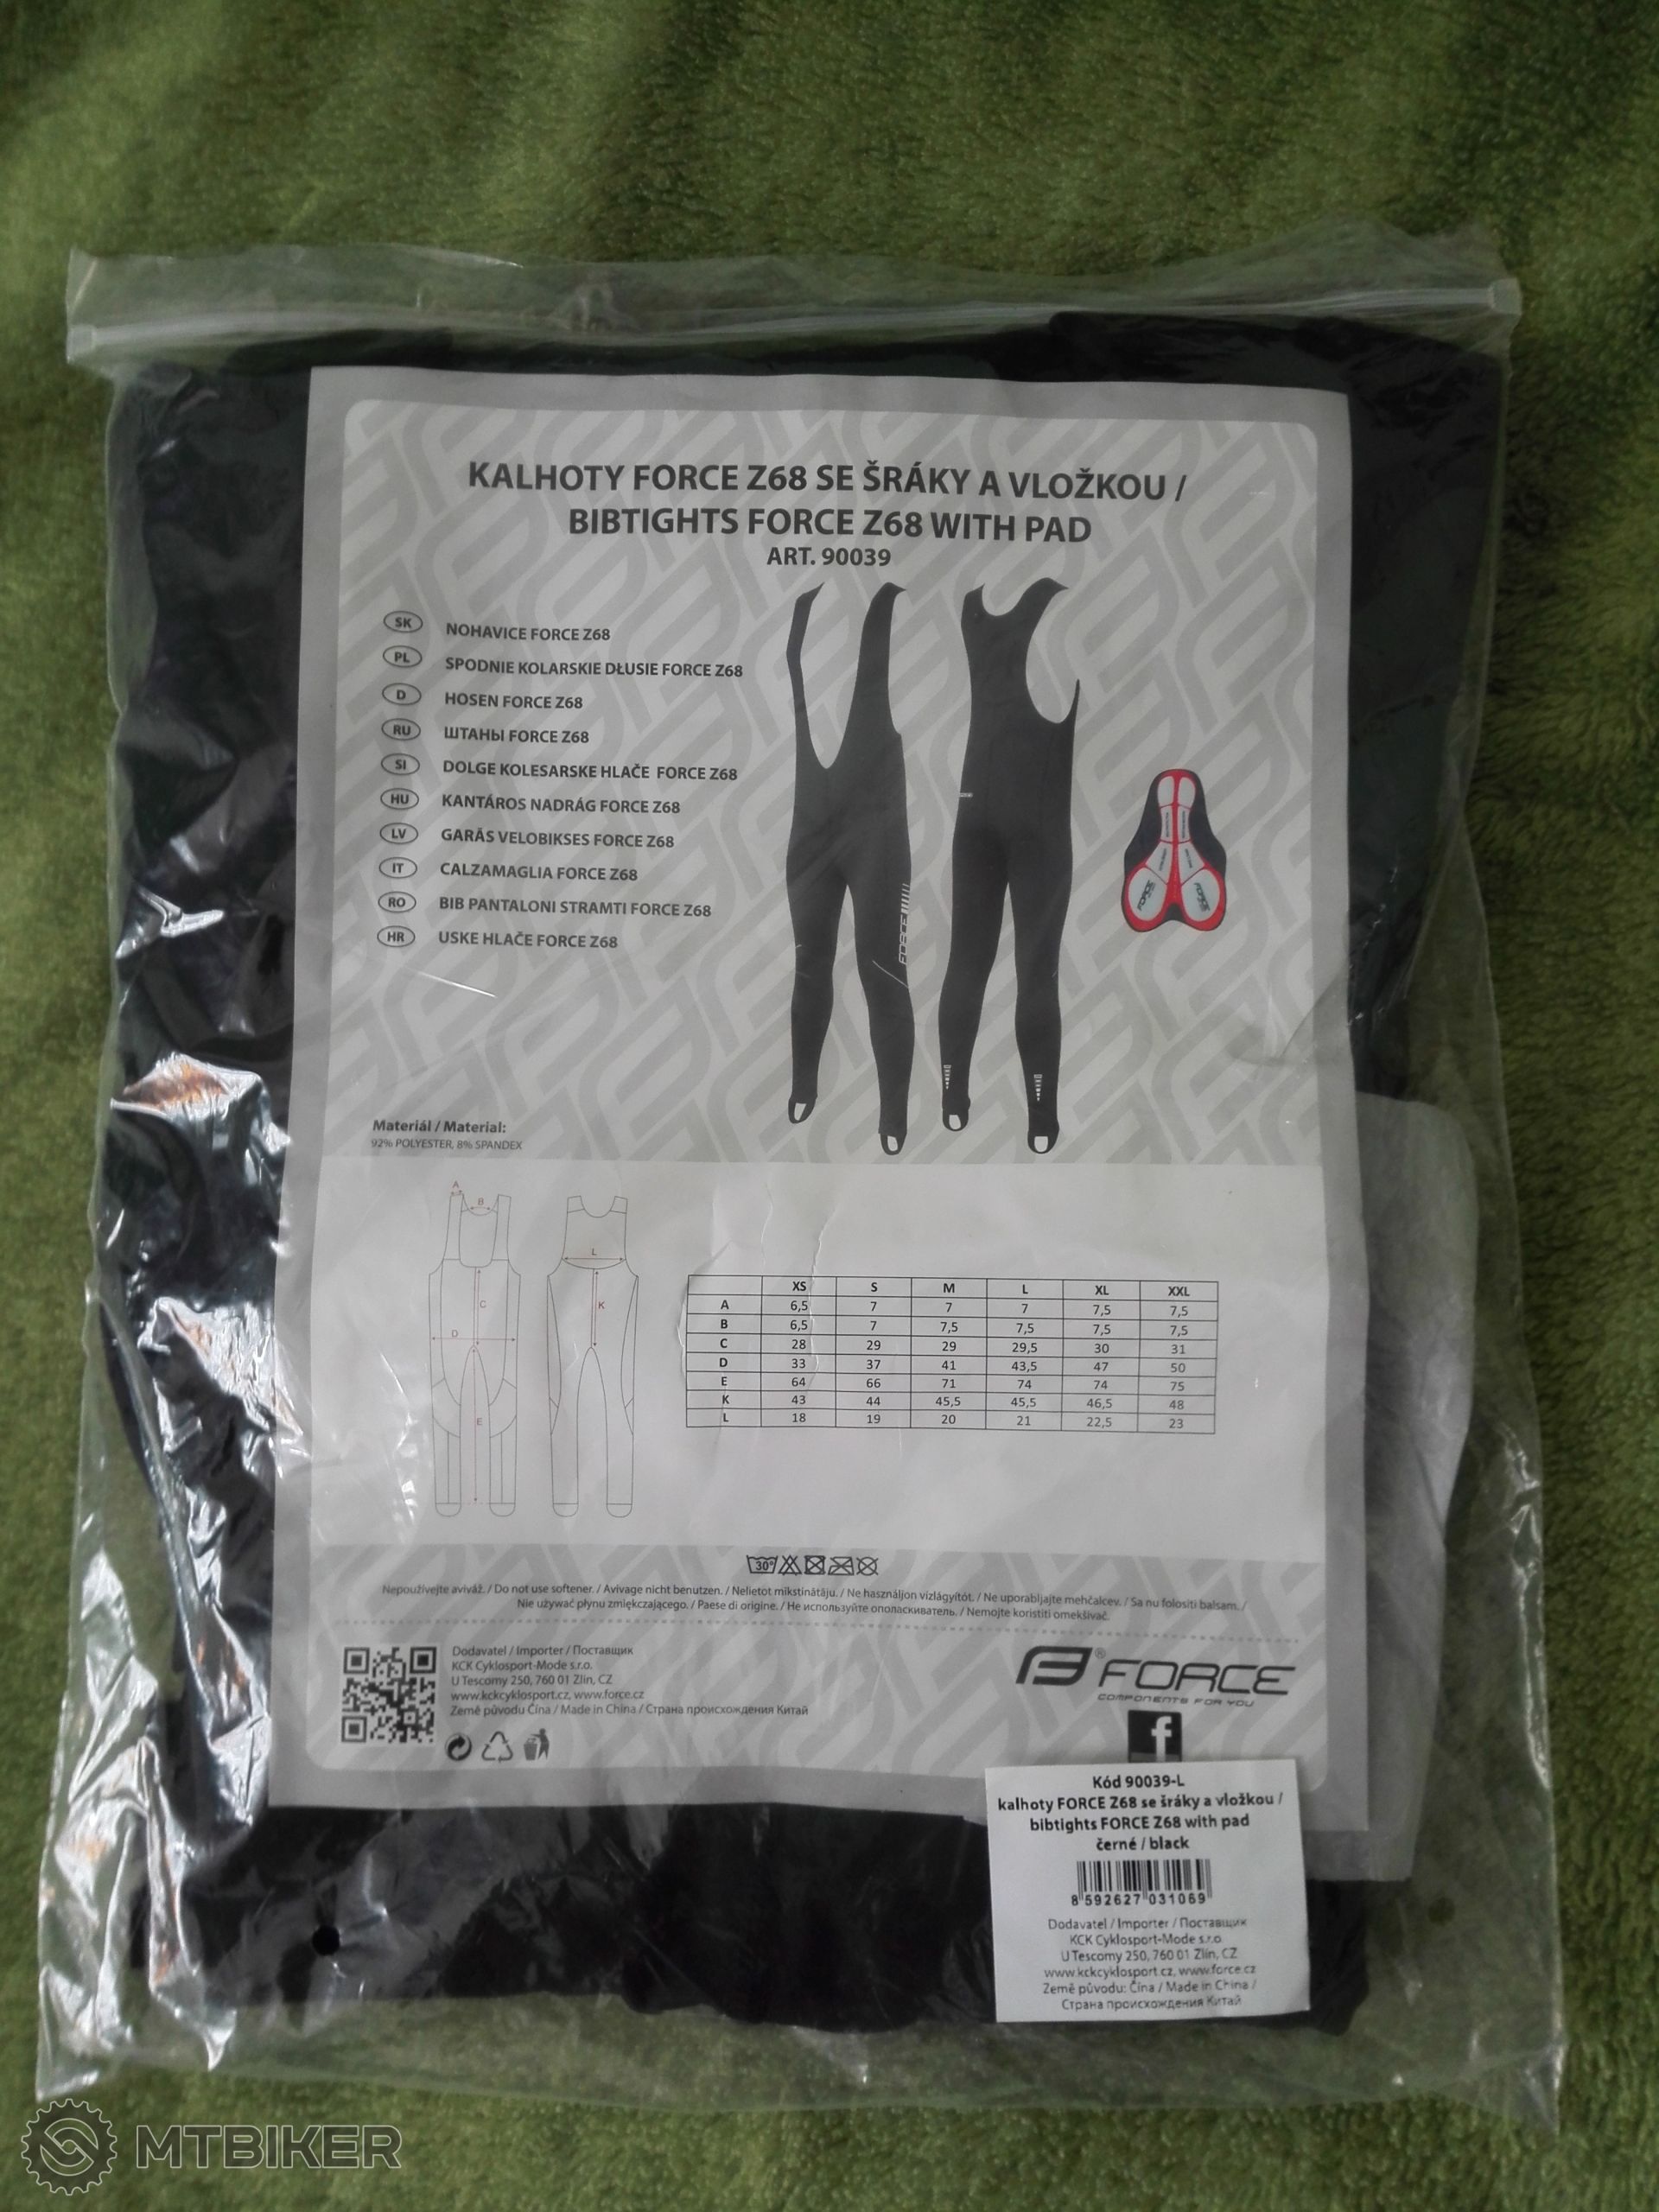 KALHOTY FORCE Z68 SE ŠRÁKY A VLOŽKOU /
BIBTIGHTS FORCE Z68 WITH PAD
ART. 90039
SK NOHAVICE FORCE Z68
PL SPODNIE KOLARSKIE DŁUSIE FORCE Z68
D HOSEN FORCE Z68
RU ШТАНЫ FORCE Z68
SI DOLGE KOLESARSKE HLAČE FORCE Z68
HU KANTÁROS NADRÁG FORCE Z68
LV GARĀS VELOBIKSES FORCE Z68
IT CALZAMAGLIA FORCE Z68
RO BIB PANTALONI STRAMTI FORCE Z68
HR USKE HLAČE FORCE Z68
FORCE
FORCE FORCE
Materiál / Material:
92% POLYESTER, 8% SPANDEX
A
B
L
C
K
D
E
XS S M L XL XXL
A 6,5 7 7 7 7,5 7,5
B 6,5 7 7,5 7,5 7,5 7,5
C 28 29 29 29,5 30 31
D 33 37 41 43,5 47 50
E 64 66 71 74 74 75
K 43 44 45,5 45,5 46,5 48
L 18 19 20 21 22,5 23
30°
Nepoužívejte aviváž. / Do not use softener. / Avivage nicht benutzen. / Nelietot mīkstinātāju. / Ne használjon vízlágyítót. / Ne uporabljajte mehčalcev. / Sa nu folositi balsam. /
Nie używać płynu zmiękczającego. / Paese di origine. / Не используйте ополаскиватель. / Nemojte koristiti omekšivač.
Dodavatel / Importer / Поставщик
KCK Cyklosport-Mode s.r.o.
U Tescomy 250, 760 01 Zlín, CZ
www.kckcyklosport.cz, www.force.cz
Země původu Čína / Made in China / Страна происхождения Китай
® FORCE
COMPONENTS FOR YOU
f
Kód 90039-L
kalhoty FORCE Z68 se šráky a vložkou /
bibtights FORCE Z68 with pad
černé / black
8 592627 031069
Dodavatel / Importer / Поставщик
KCK Cyklosport-Mode s.r.o
U Tescomy 250, 760 01 Zlín, CZ
www.kckcyklosport.cz, www.force.cz
Země původu: Čína / Made in China /
Страна происхождения Китай
MTBIKER